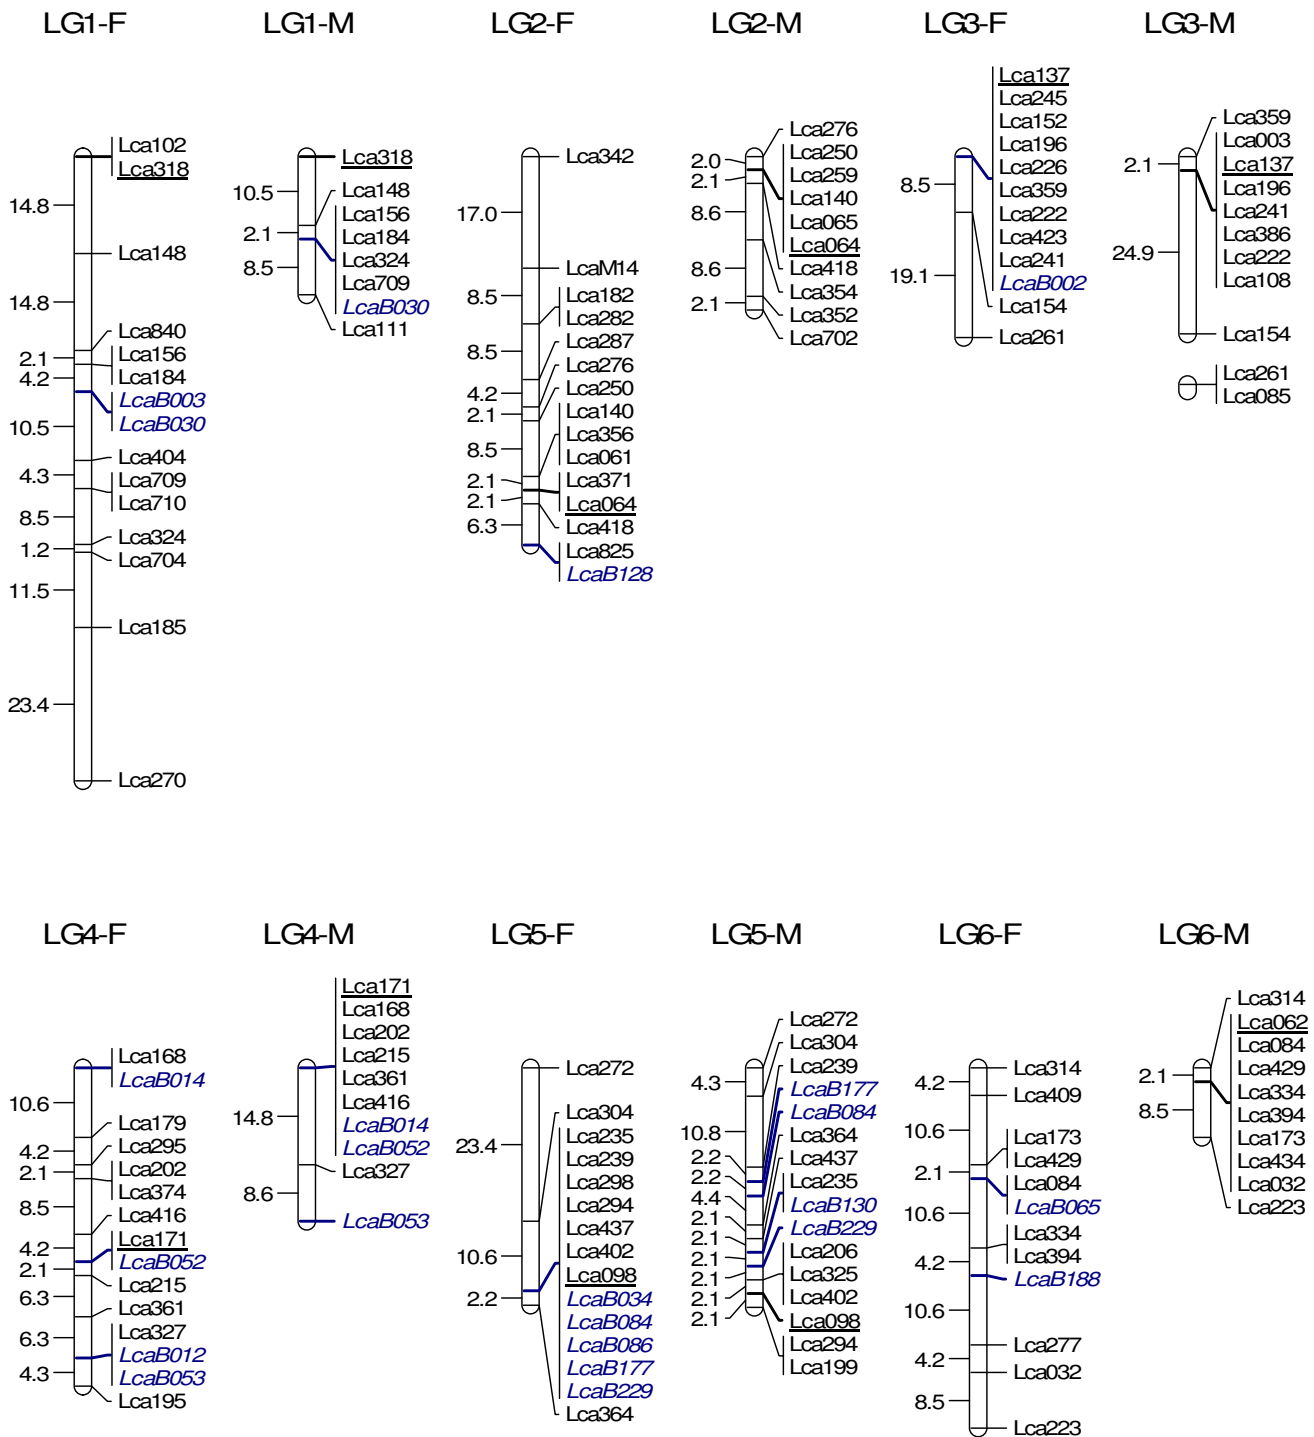 LG1-F
14.8
14.8
2.1
4.2
10.5
4.3
8.5
1.2
11.5
23.4
Lca102
Lca318
Lca148
Lca840
Lca156
Lca184
LcaB003
LcaB030
Lca404
Lca709
Lca710
Lca324
Lca704
Lca185
Lca270
LG1-M
10.5
2.1
8.5
Lca318
Lca148
Lca156
Lca184
Lca324
Lca709
LcaB030
Lca111
LG2-F
17.0
8.5
8.5
4.2
2.1
8.5
2.1
2.1
6.3
Lca342
LcaM14
Lca182
Lca282
Lca287
Lca276
Lca250
Lca140
Lca356
Lca061
Lca371
Lca064
Lca418
Lca825
LcaB128
LG2-M
2.0
2.1
8.6
8.6
2.1
Lca276
Lca250
Lca259
Lca140
Lca065
Lca064
Lca418
Lca354
Lca352
Lca702
LG3-F
8.5
19.1
Lca137
Lca245
Lca152
Lca196
Lca226
Lca359
Lca222
Lca423
Lca241
LcaB002
Lca154
Lca261
LG3-M
2.1
24.9
Lca359
Lca003
Lca137
Lca196
Lca241
Lca386
Lca222
Lca108
Lca154
Lca261
Lca085
LG4-F
10.6
4.2
2.1
8.5
4.2
2.1
6.3
6.3
4.3
Lca168
LcaB014
Lca179
Lca295
Lca202
Lca374
Lca416
Lca171
LcaB052
Lca215
Lca361
Lca327
LcaB012
LcaB053
Lca195
LG4-M
14.8
8.6
Lca171
Lca168
Lca202
Lca215
Lca361
Lca416
LcaB014
LcaB052
Lca327
LcaB053
LG5-F
23.4
10.6
2.2
Lca272
Lca304
Lca235
Lca239
Lca298
Lca294
Lca437
Lca402
Lca098
LcaB034
LcaB084
LcaB086
LcaB177
LcaB229
Lca364
LG5-M
4.3
10.8
2.2
2.2
4.4
2.1
2.1
2.1
2.1
2.1
2.1
Lca272
Lca304
Lca239
LcaB177
LcaB084
Lca364
Lca437
Lca235
LcaB130
LcaB229
Lca206
Lca325
Lca402
Lca098
Lca294
Lca199
LG6-F
4.2
10.6
2.1
10.6
4.2
10.6
4.2
8.5
Lca314
Lca409
Lca173
Lca429
Lca084
LcaB065
Lca334
Lca394
LcaB188
Lca277
Lca032
Lca223
LG6-M
2.1
8.5
Lca314
Lca062
Lca084
Lca429
Lca334
Lca394
Lca173
Lca434
Lca032
Lca223